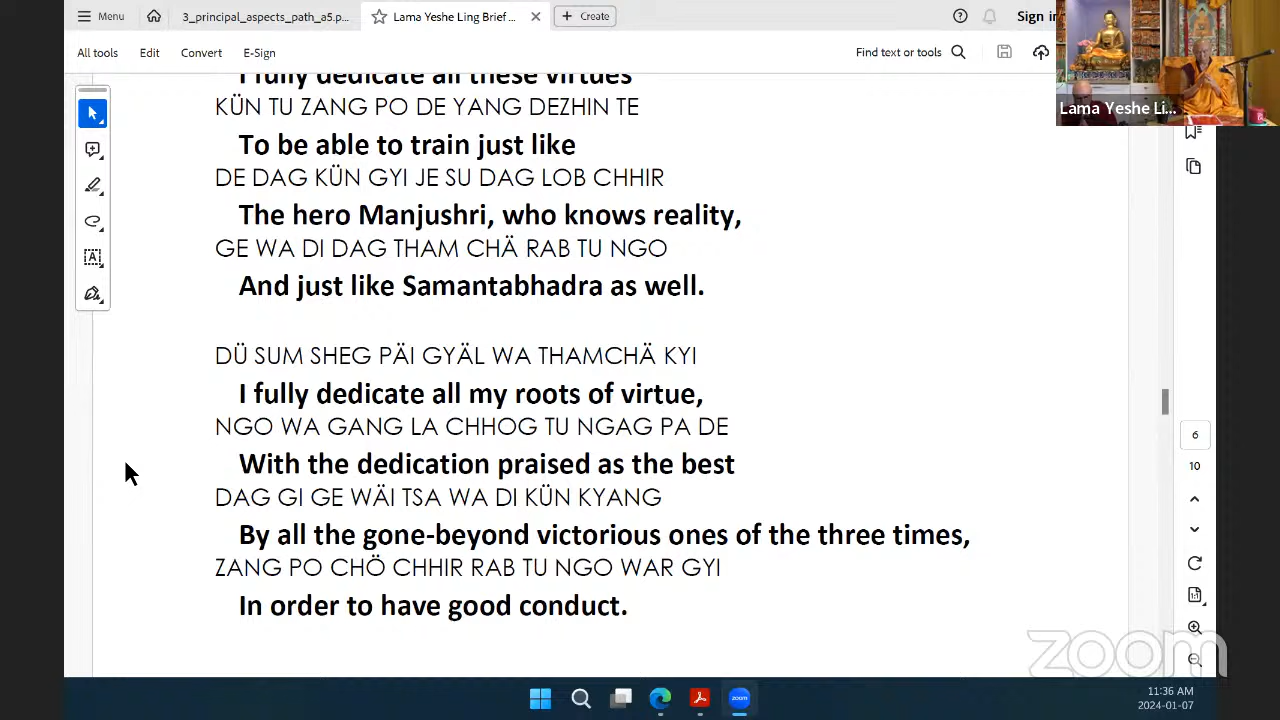 Menu
3_principal_aspects_path_a5.p...
Lama Yeshe Ling Brief ...
Create
Sign in
All tools
Edit
Convert
E-Sign
Find text or tools
Lama Yeshe Li...
I fully dedicate all these virtues
KÜN TU ZANG PO DE YANG DEZHIN TE
To be able to train just like
DE DAG KÜN GYI JE SU DAG LOB CHHIR
The hero Manjushri, who knows reality,
GE WA DI DAG THAM CHÄ RAB TU NGO
And just like Samantabhadra as well.
DÜ SUM SHEG PÄI GYÄL WA THAMCHÄ KYI
I fully dedicate all my roots of virtue,
NGO WA GANG LA CHHOG TU NGAG PA DE
With the dedication praised as the best
DAG GI GE WÄI TSA WA DI KÜN KYANG
By all the gone-beyond victorious ones of the three times,
ZANG PO CHÖ CHHIR RAB TU NGO WAR GYI
In order to have good conduct.
6
10
zoom
zoom
11:36 AM
2024-01-07